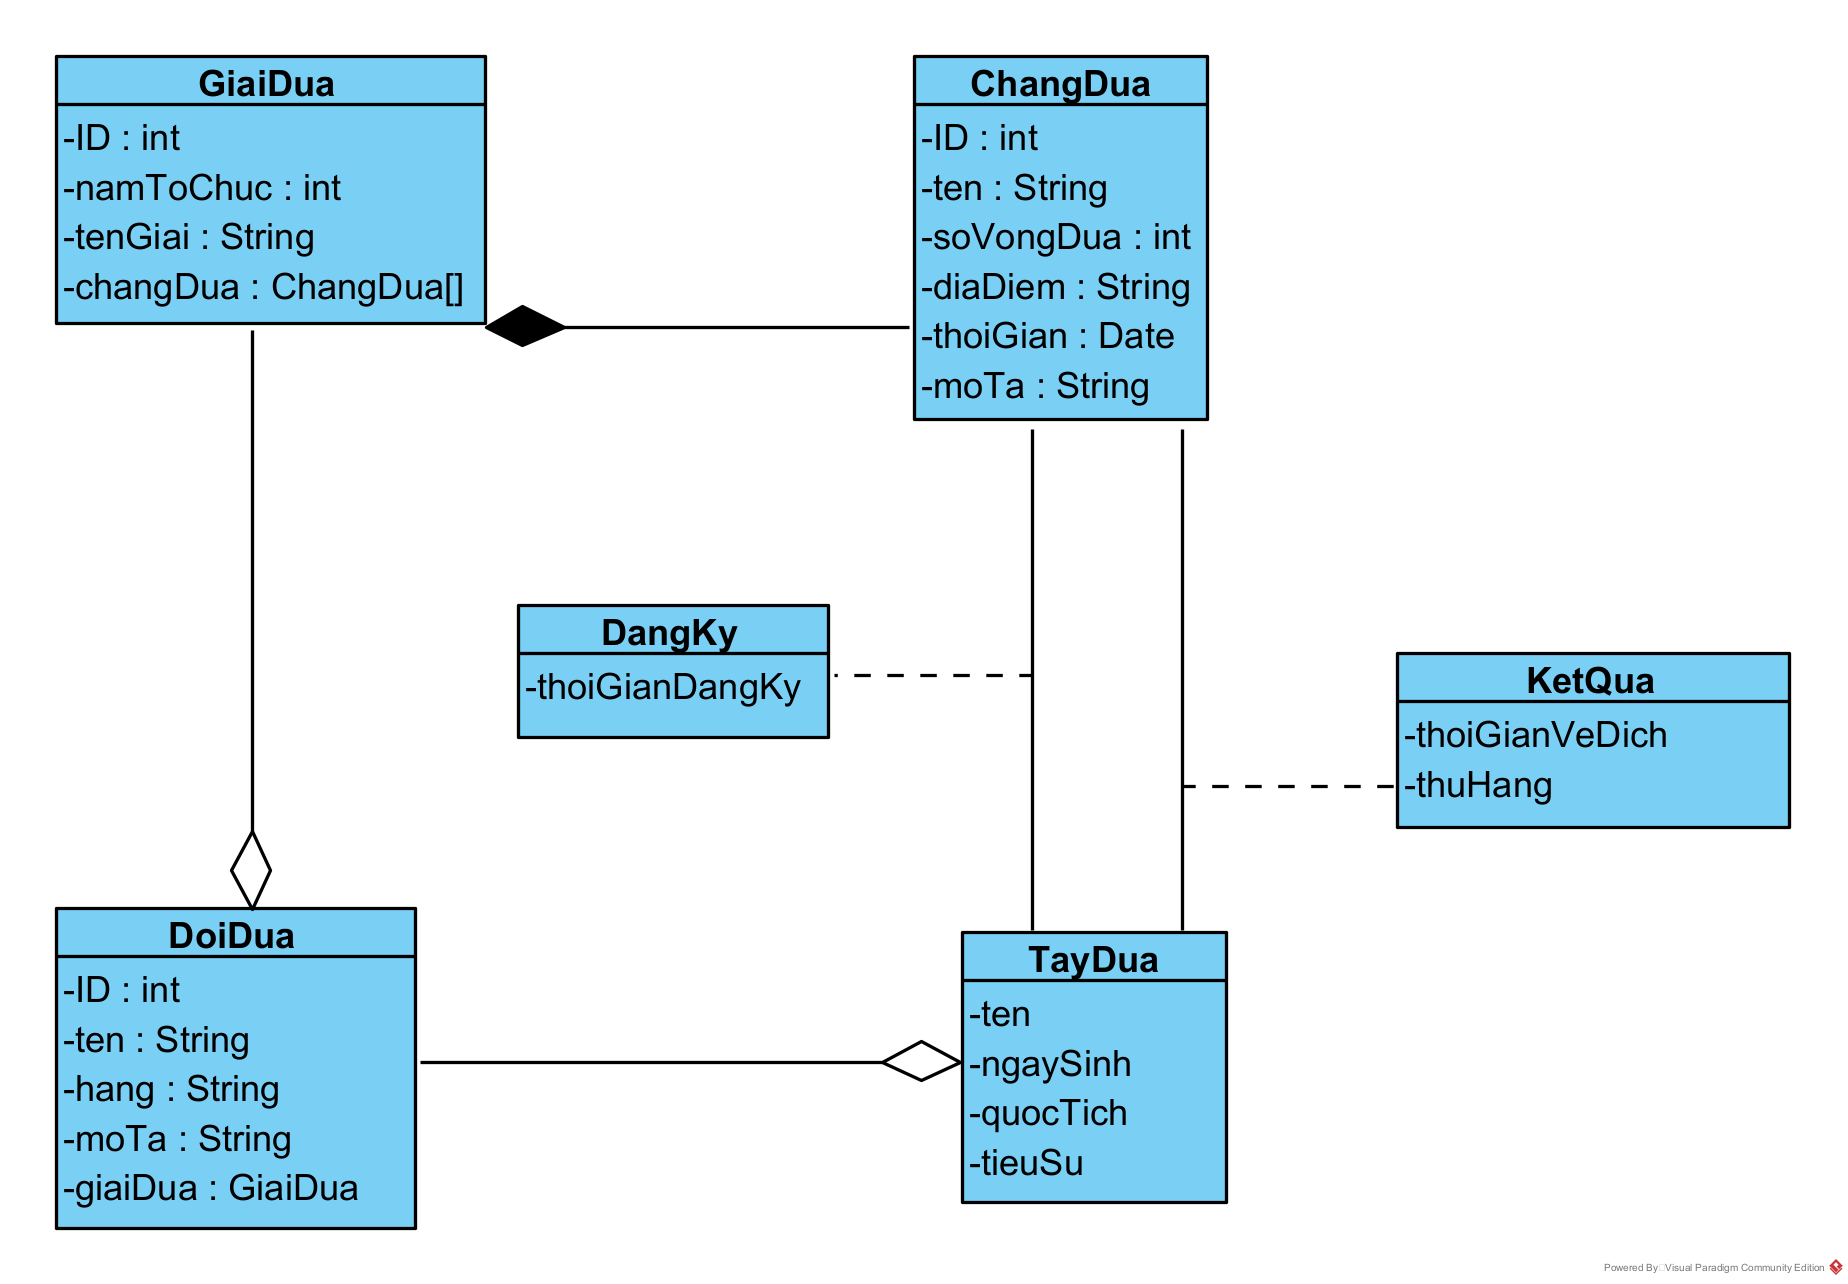 GiaiDua
-ID : int
-namToChuc : int
-tenGiai : String
-changDua : ChangDua[]
ChangDua
-ID : int
-ten : String
-soVongDua : int
-diaDiem : String
-thoiGian : Date
-moTa : String
DangKy
-thoiGianDangKy
KetQua
-thoiGianVeDich
-thuHang
DoiDua
-ID : int
-ten : String
-hang : String
-moTa : String
-giaiDua : GiaiDua
TayDua
-ten
-ngaySinh
-quocTich
-tieuSu
Powered By Visual Paradigm Community Edition